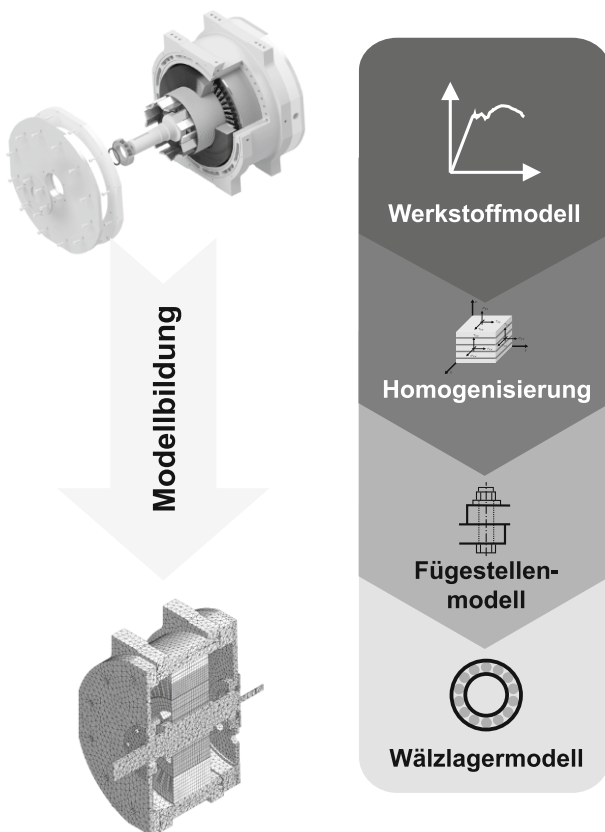 Werkstoffmodell
Modellbildung
Homogenisierung
Fügestellen-
modell
Wälzlagermodell